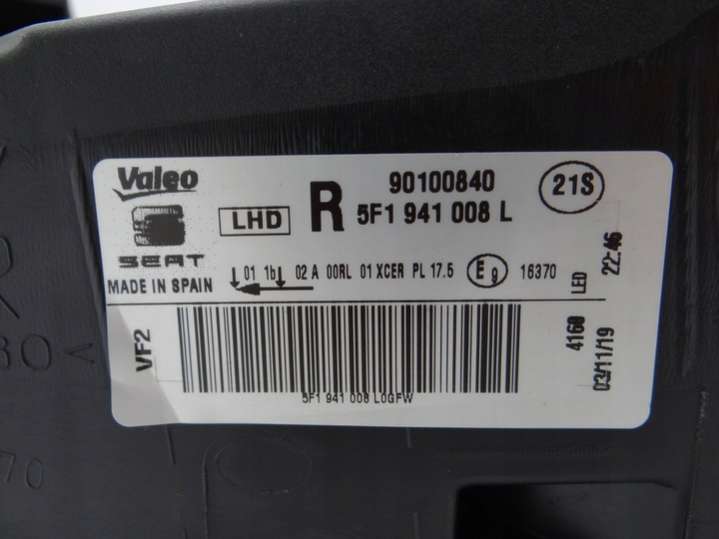 Valeo
SEAT
MADE IN SPAIN
LHD
R
90100840
5F1 941 008 L
21S
01 1b 02 A 00RL 01 XCER PL 17.5 E9 16370
LED
22:46
VF2
4168
03/11/19
5F1 941 008 L0GFW
70